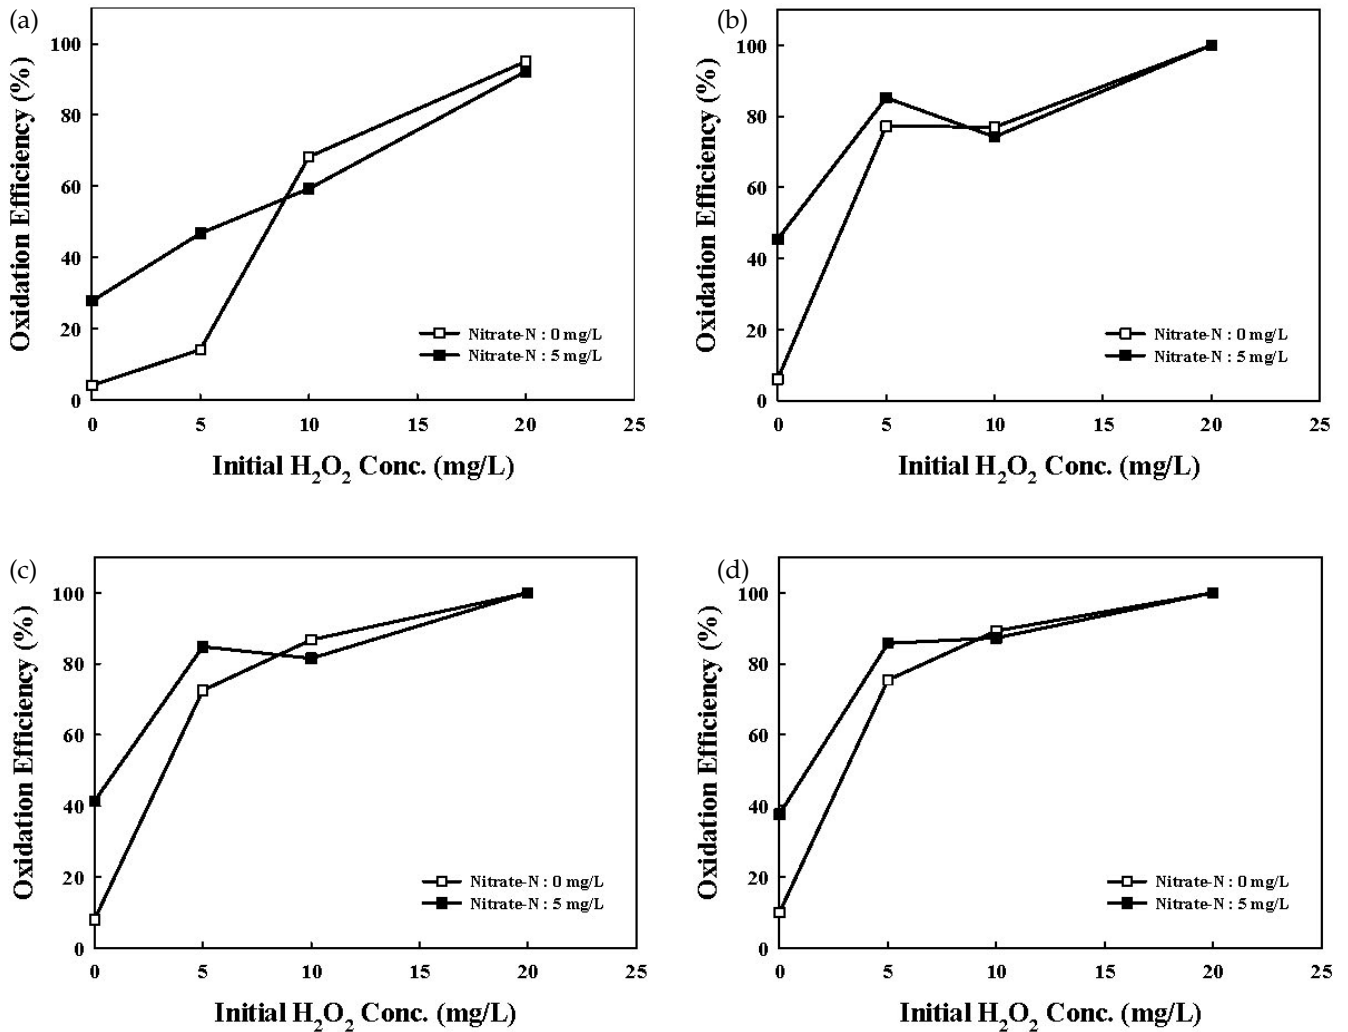 (a)
Oxidation Efficiency (%)
100
80
60
40
20
0
Nitrate-N : 0 mg/L
Nitrate-N : 5 mg/L
0 5 10 15 20 25
Initial H₂O₂ Conc. (mg/L)
(b)
Oxidation Efficiency (%)
100
80
60
40
20
0
Nitrate-N : 0 mg/L
Nitrate-N : 5 mg/L
0 5 10 15 20 25
Initial H₂O₂ Conc. (mg/L)
(c)
Oxidation Efficiency (%)
100
80
60
40
20
0
Nitrate-N : 0 mg/L
Nitrate-N : 5 mg/L
0 5 10 15 20 25
Initial H₂O₂ Conc. (mg/L)
(d)
Oxidation Efficiency (%)
100
80
60
40
20
0
Nitrate-N : 0 mg/L
Nitrate-N : 5 mg/L
0 5 10 15 20 25
Initial H₂O₂ Conc. (mg/L)